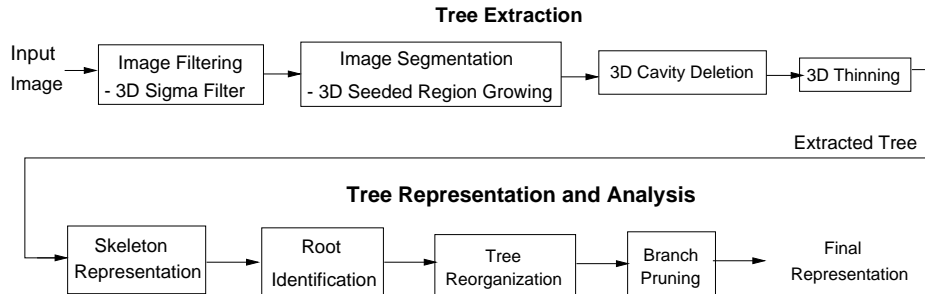 Tree Extraction
Input
Image
Image Filtering
- 3D Sigma Filter
Image Segmentation
- 3D Seeded Region Growing
3D Cavity Deletion
3D Thinning
Extracted Tree
Tree Representation and Analysis
Skeleton
Representation
Root
Identification
Tree
Reorganization
Branch
Pruning
Final
Representation